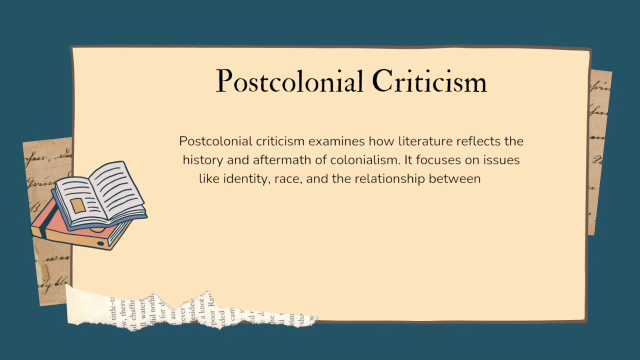 Postcolonial Criticism
Postcolonial criticism examines how literature reflects the
history and aftermath of colonialism. It focuses on issues
like identity, race, and the relationship between